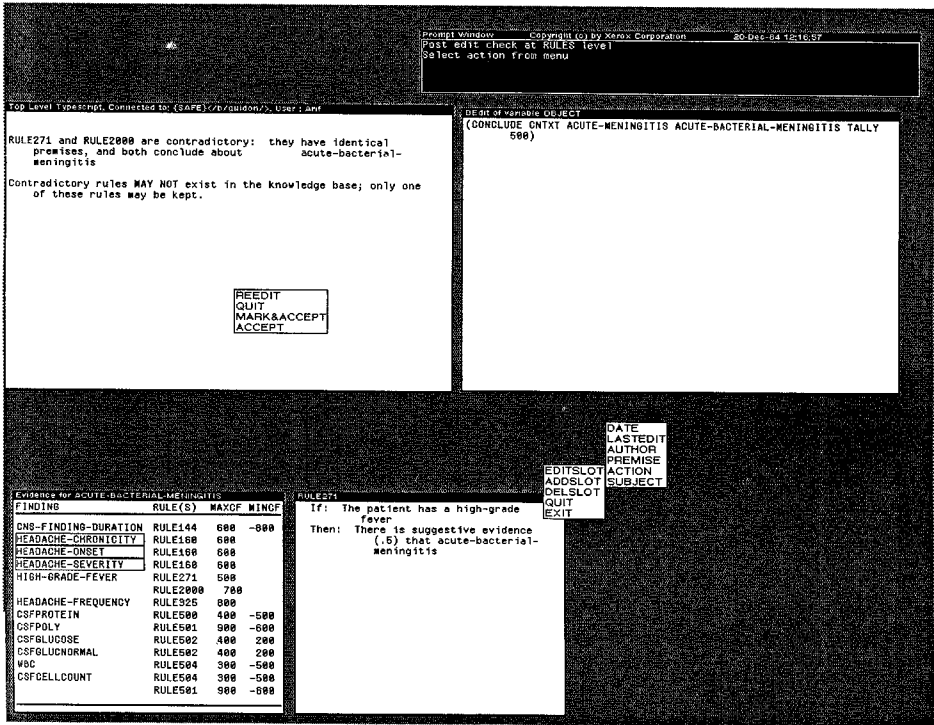 Prompt Window Copyright (c) by Xerox Corporation 20-Dec-84 12:16:57
Post edit check at RULES level
Select action from menu
Top Level Typescript. Connected to: {SAFE}</b/guidon/>, User :
RULE271 and RULE2000 are contradictory: they have identical
premises, and both conclude about acute-bacterial-
meningitis
Contradictory rules MAY NOT exist in the knowledge base; only one
of these rules may be kept.
REEDIT
QUIT
MARK&ACCEPT
ACCEPT
DEdit of variable OBJECT
(CONCLUDE CNTXT ACUTE-MENINGITIS ACUTE-BACTERIAL-MENINGITIS TALLY
500)
DATE
LASTEDIT
AUTHOR
PREMISE
ACTION
SUBJECT
EDITSLOT
ADDSLOT
DELSLOT
QUIT
EXIT
Evidence for ACUTE-BACTERIAL-MENINGITIS
FINDING RULE(S) MAXCF MINCF
CNS-FINDING-DURATION RULE144 600 -800
HEADACHE-CHRONICITY RULE160 600
HEADACHE-ONSET RULE160 600
HEADACHE-SEVERITY RULE160 600
HIGH-GRADE-FEVER RULE271 500
RULE2000 700
HEADACHE-FREQUENCY RULE325 800
CSFPROTEIN RULE500 400 -500
CSFPOLY RULE501 900 -600
CSFGLUCOSE RULE502 400 200
CSFGLUCNORMAL RULE502 400 200
WBC RULE504 300 -500
CSFCELLCOUNT RULE504 300 -500
RULE501 900 -600
RULE271
If: The patient has a high-grade
fever
Then: There is suggestive evidence
(.5) that acute-bacterial-
meningitis